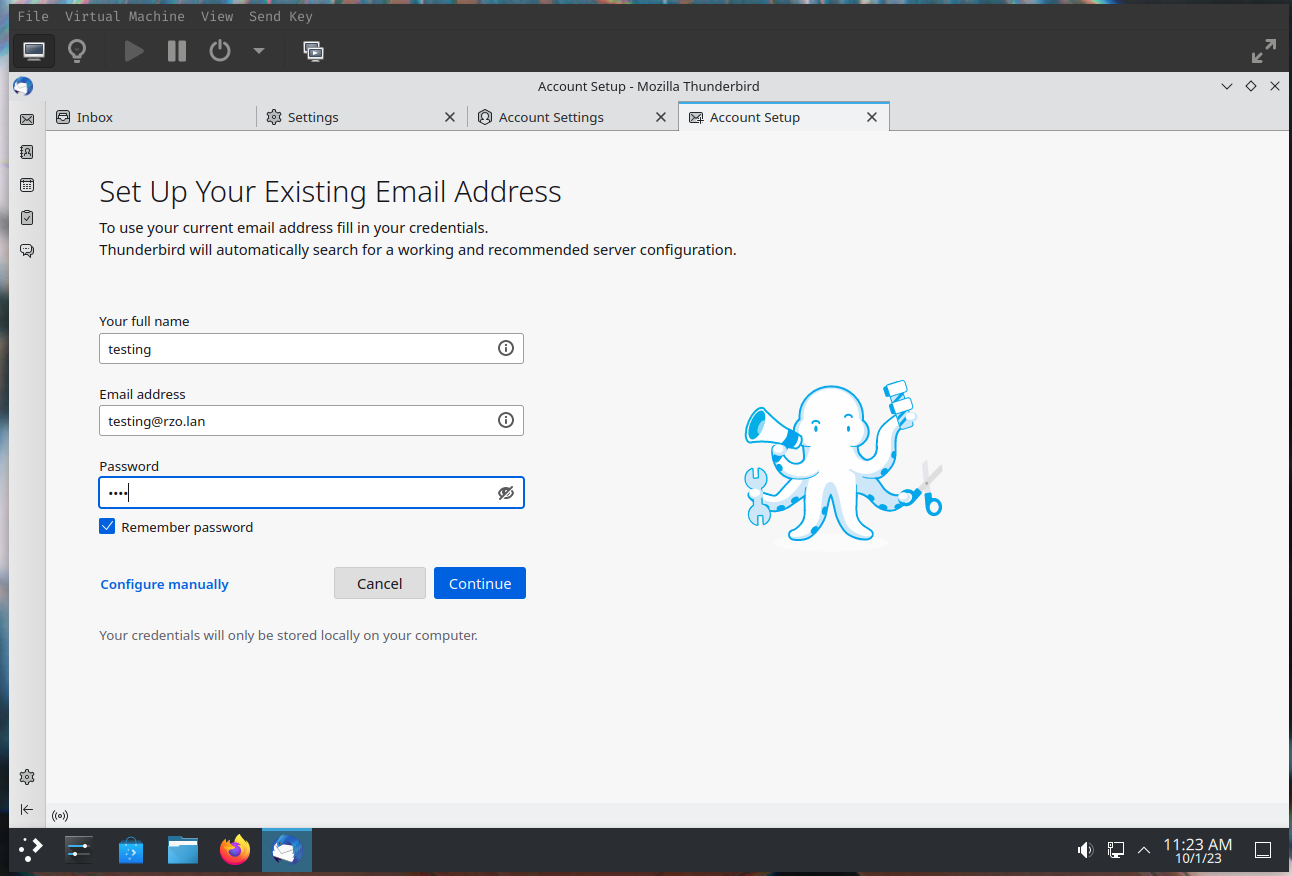 File Virtual Machine View Send Key
Account Setup - Mozilla Thunderbird
Inbox Settings Account Settings Account Setup
Set Up Your Existing Email Address
To use your current email address fill in your credentials.
Thunderbird will automatically search for a working and recommended server configuration.
Your full name
testing
Email address
testing@rzo.lan
Password
••••
Remember password
Configure manually Cancel Continue
Your credentials will only be stored locally on your computer.
11:23 AM
10/1/23